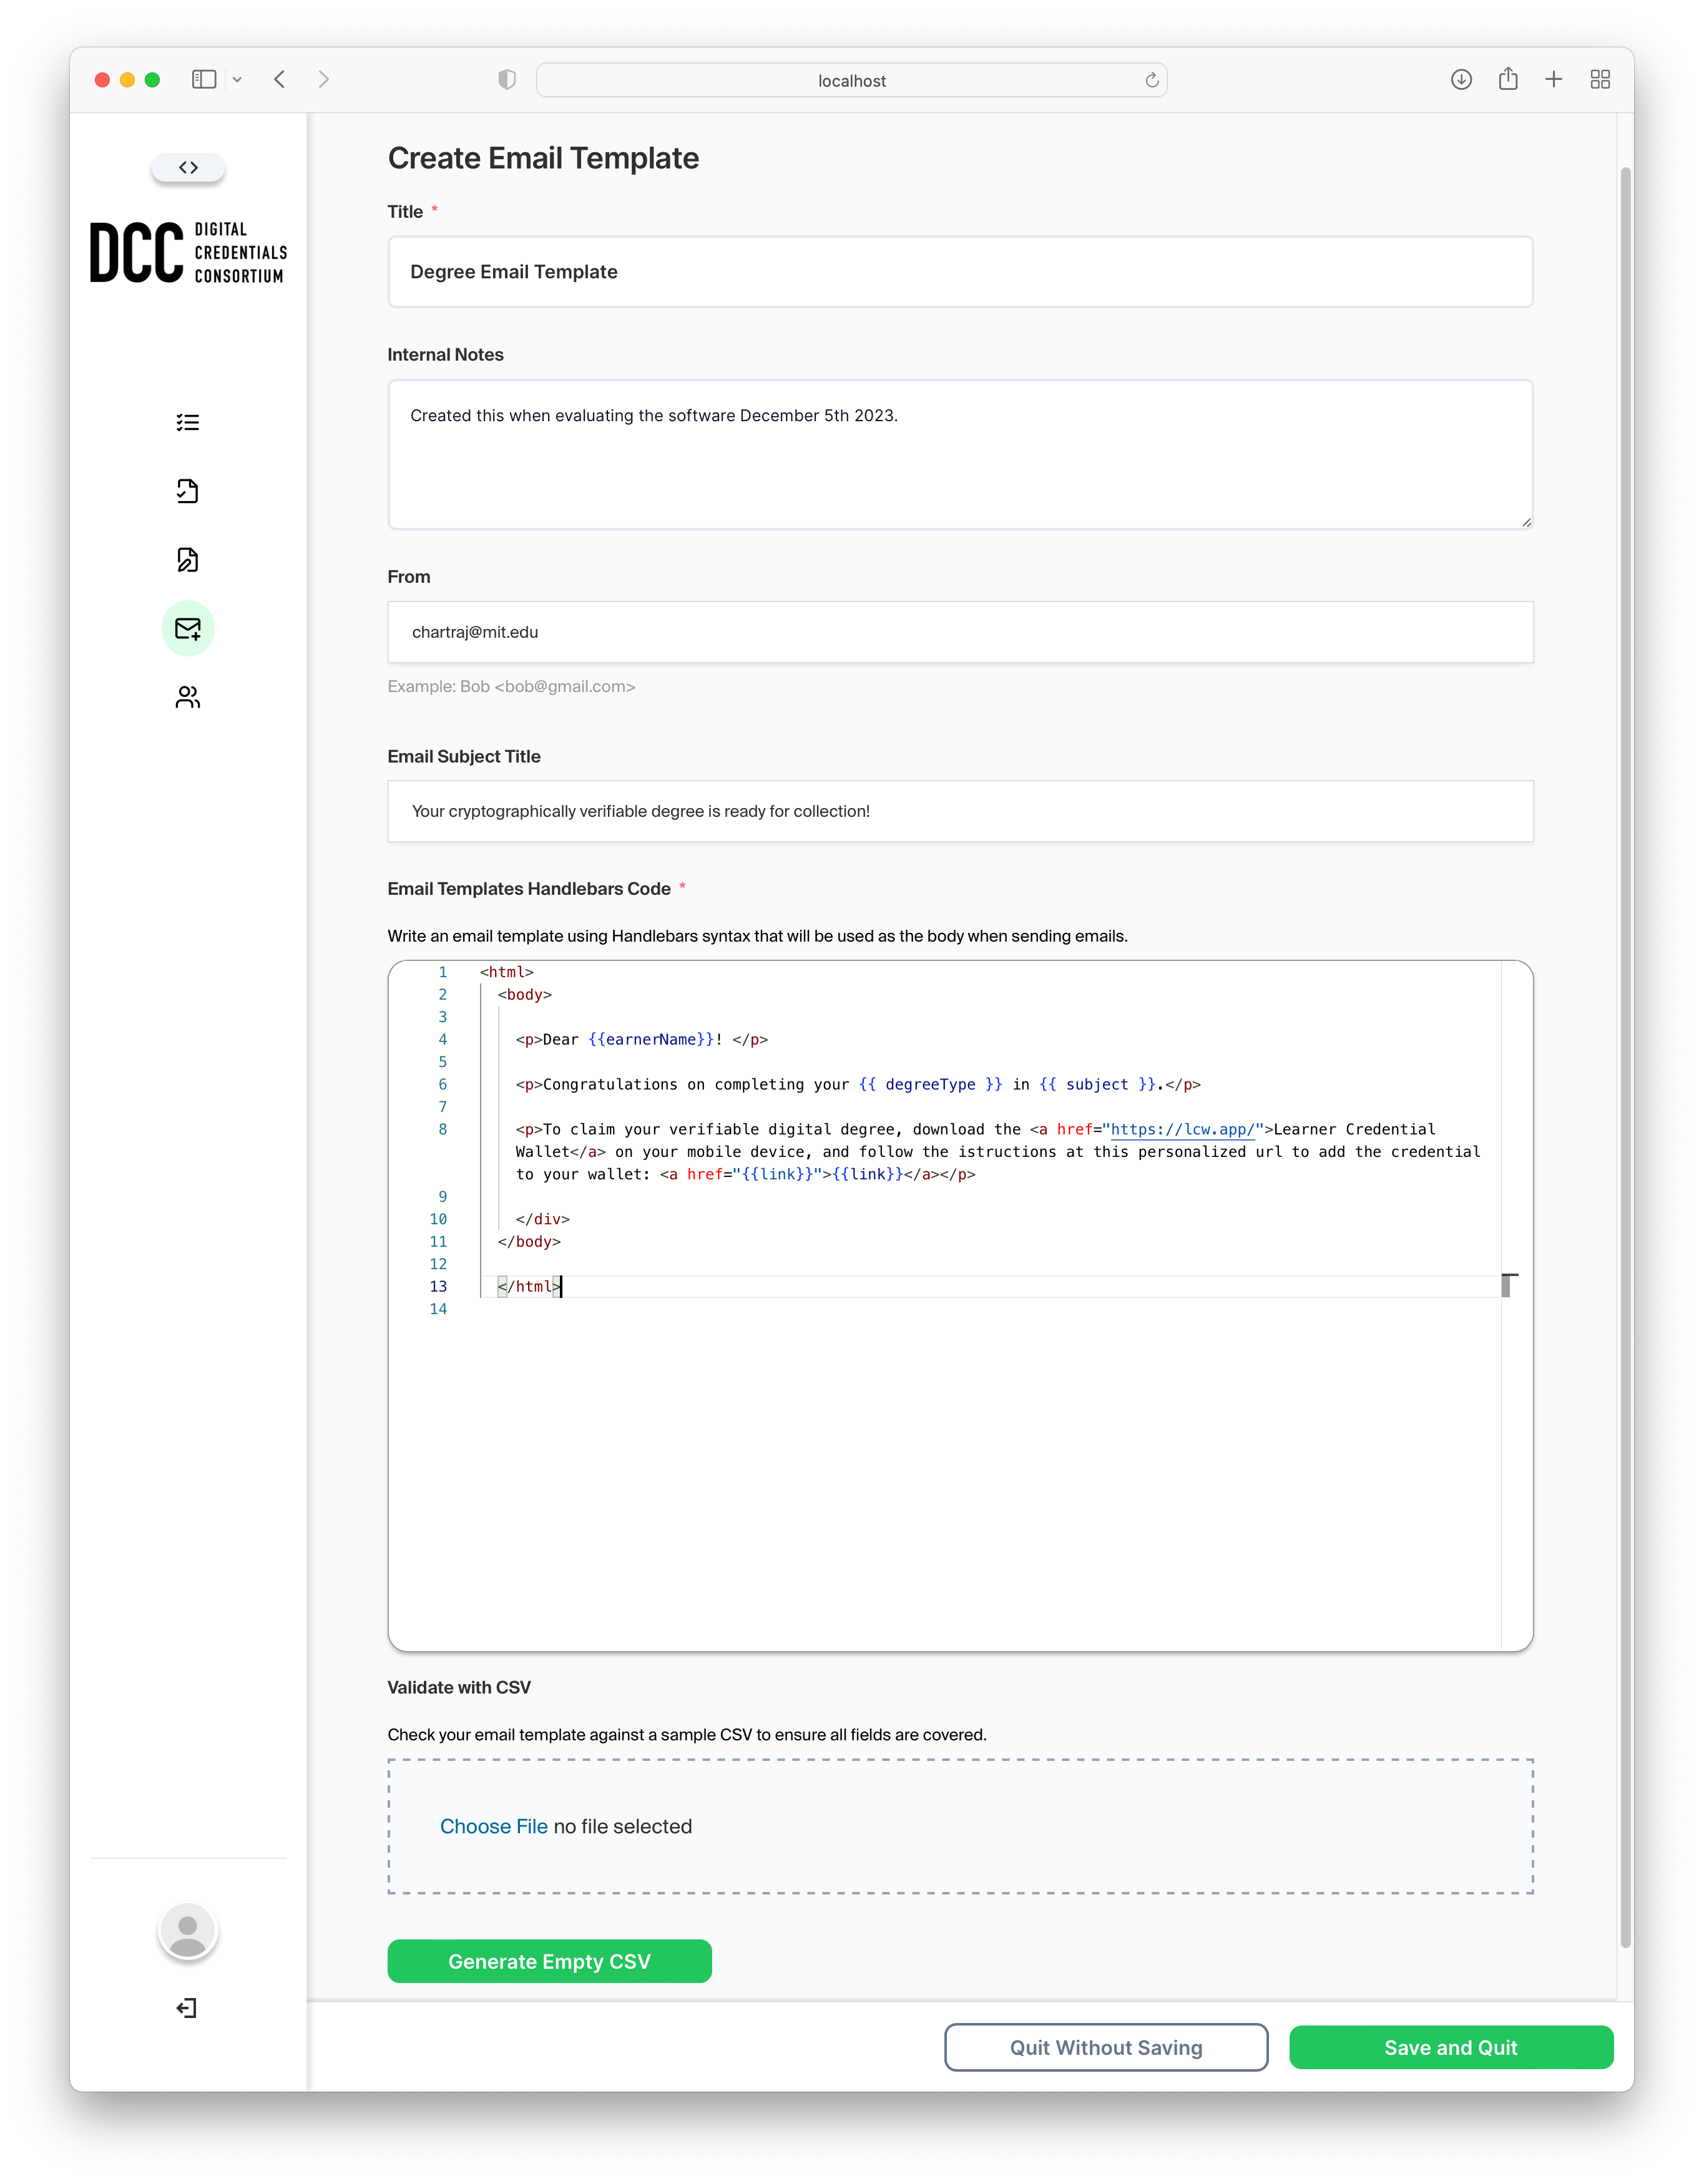 localhost
DCC DIGITAL
CREDENTIALS
CONSORTIUM
Create Email Template
Title *
Degree Email Template
Internal Notes
Created this when evaluating the software December 5th 2023.
From
chartraj@mit.edu
Example: Bob <bob@gmail.com>
Email Subject Title
Your cryptographically verifiable degree is ready for collection!
Email Templates Handlebars Code *
Write an email template using Handlebars syntax that will be used as the body when sending emails.
1 <html>
2 <body>
3
4 <p>Dear {{earnerName}}! </p>
5
6 <p>Congratulations on completing your {{ degreeType }} in {{ subject }}.</p>
7
8 <p>To claim your verifiable digital degree, download the <a href="https://lcw.app/">Learner Credential
Wallet</a> on your mobile device, and follow the istructions at this personalized url to add the credential
to your wallet: <a href="{{link}}">{{link}}</a></p>
9
10 </div>
11 </body>
12
13 </html>
14
Validate with CSV
Check your email template against a sample CSV to ensure all fields are covered.
Choose File no file selected
Generate Empty CSV
Quit Without Saving
Save and Quit